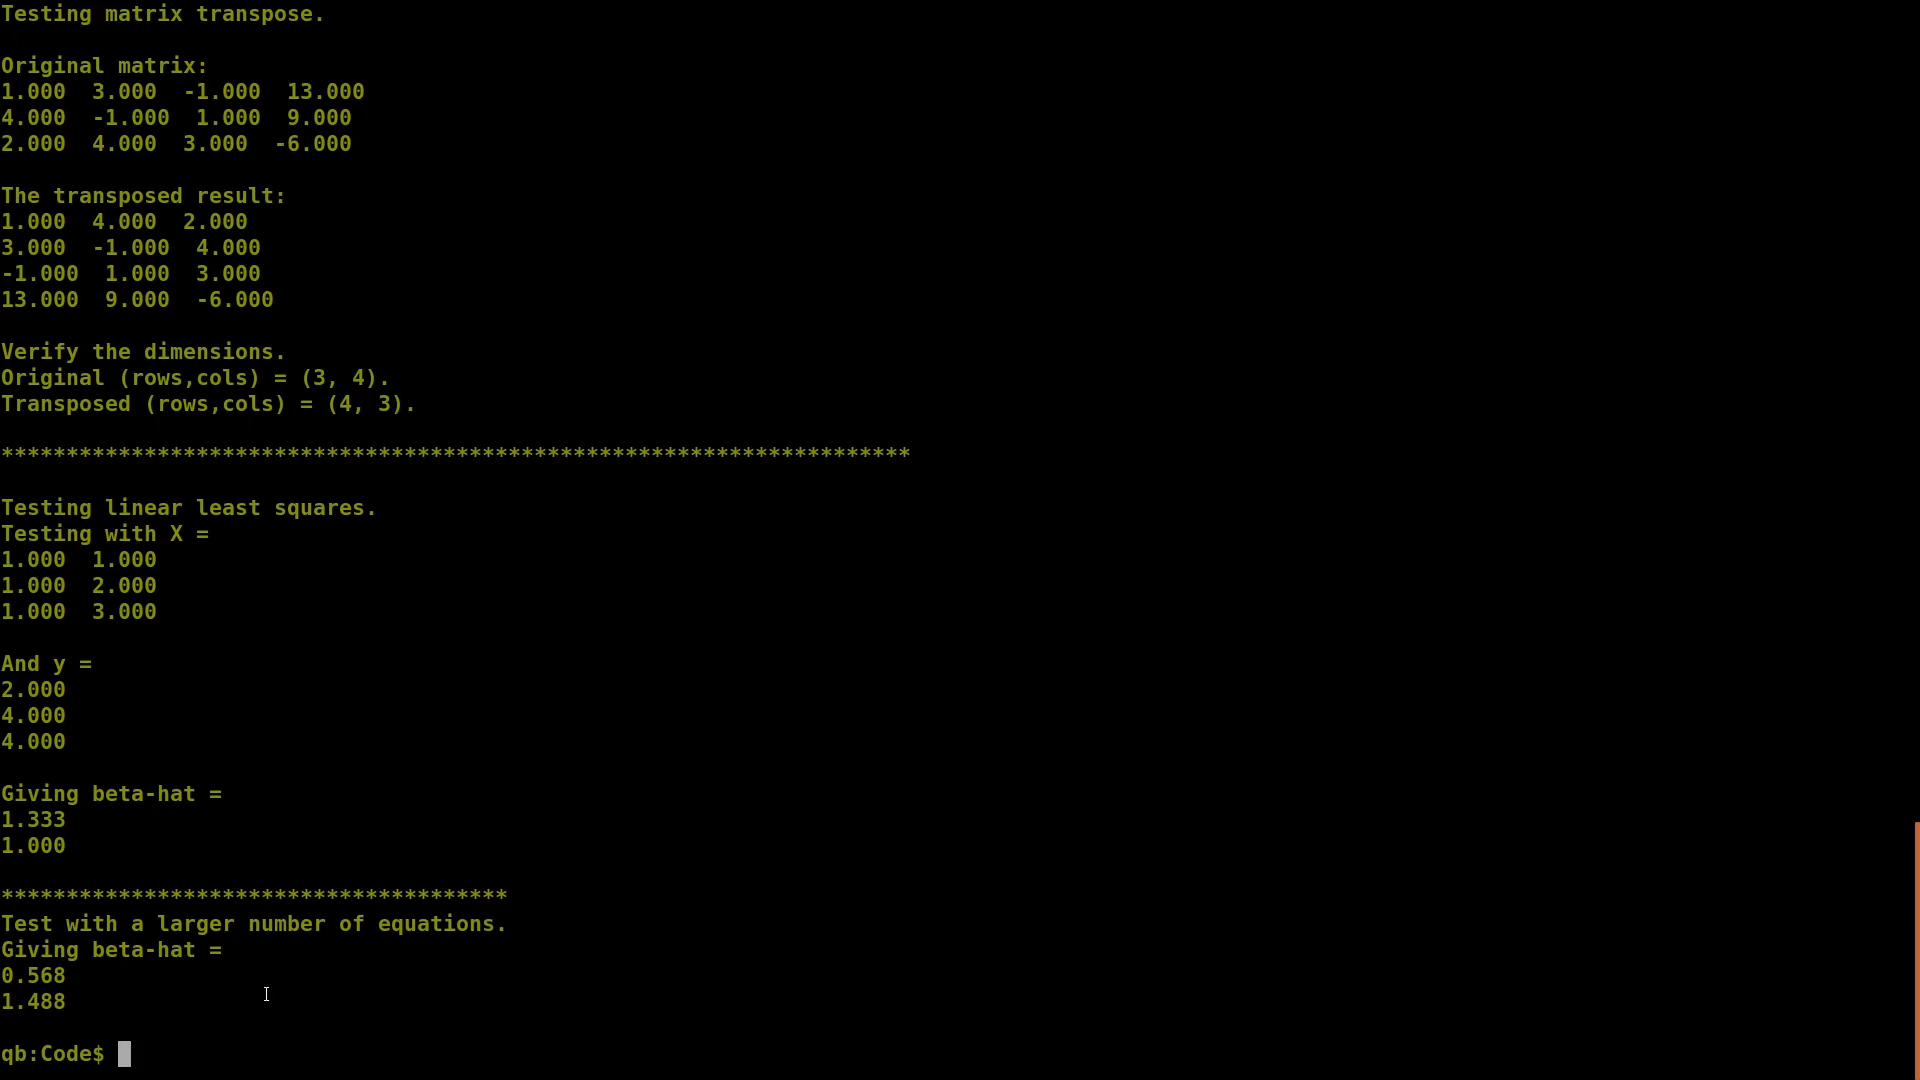 Testing matrix transpose.
Original matrix:
1.000  3.000  -1.000  13.000
4.000  -1.000  1.000  9.000
2.000  4.000  3.000  -6.000
The transposed result:
1.000  4.000  2.000
3.000  -1.000  4.000
-1.000  1.000  3.000
13.000  9.000  -6.000
Verify the dimensions.
Original (rows,cols) = (3, 4).
Transposed (rows,cols) = (4, 3).
**********************************************************************
Testing linear least squares.
Testing with X =
1.000  1.000
1.000  2.000
1.000  3.000
And y =
2.000
4.000
4.000
Giving beta-hat =
1.333
1.000
***************************************
Test with a larger number of equations.
Giving beta-hat =
0.568
1.488
qb:Code$